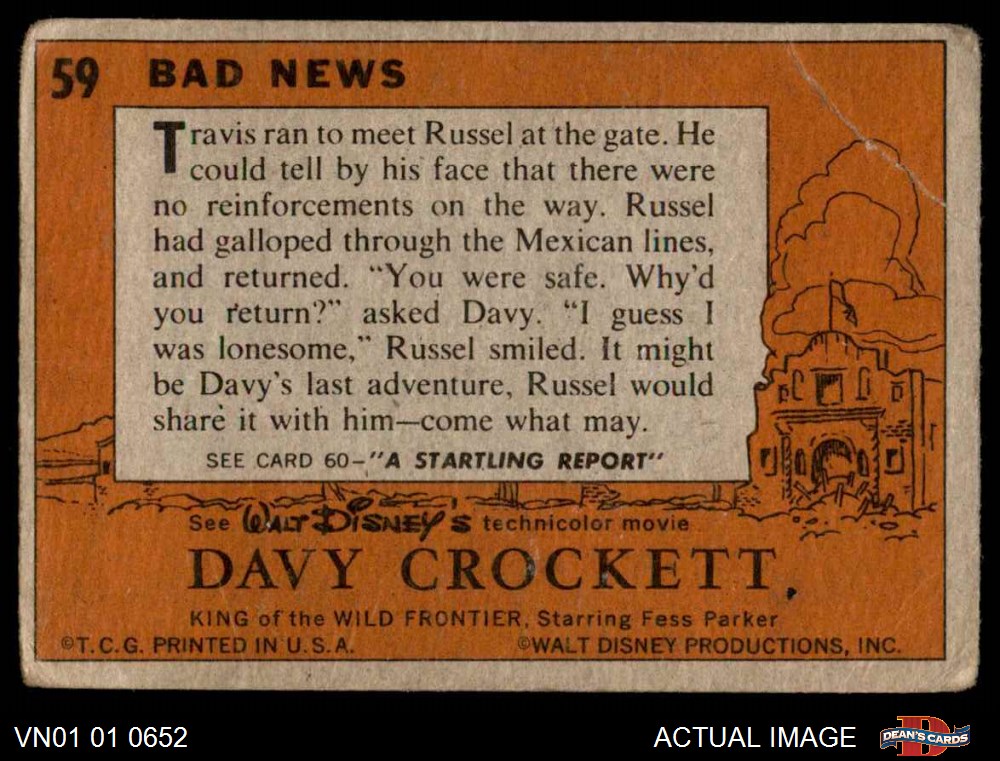 59 BAD NEWS
Travis ran to meet Russel at the gate. He
could tell by his face that there were
no reinforcements on the way. Russel
had galloped through the Mexican lines,
and returned. "You were safe. Why'd
you return?" asked Davy. "I guess I
was lonesome," Russel smiled. It might
be Davy's last adventure, Russel would
share it with him—come what may.
SEE CARD 60-"A STARTLING REPORT"
See WALT DISNEY'S technicolor movie
DAVY CROCKETT,
KING of the WILD FRONTIER, Starring Fess Parker
©T.C.G. PRINTED IN U.S.A. ©WALT DISNEY PRODUCTIONS, INC.
VN01 01 0652 ACTUAL IMAGE D DEAN'S CARDS